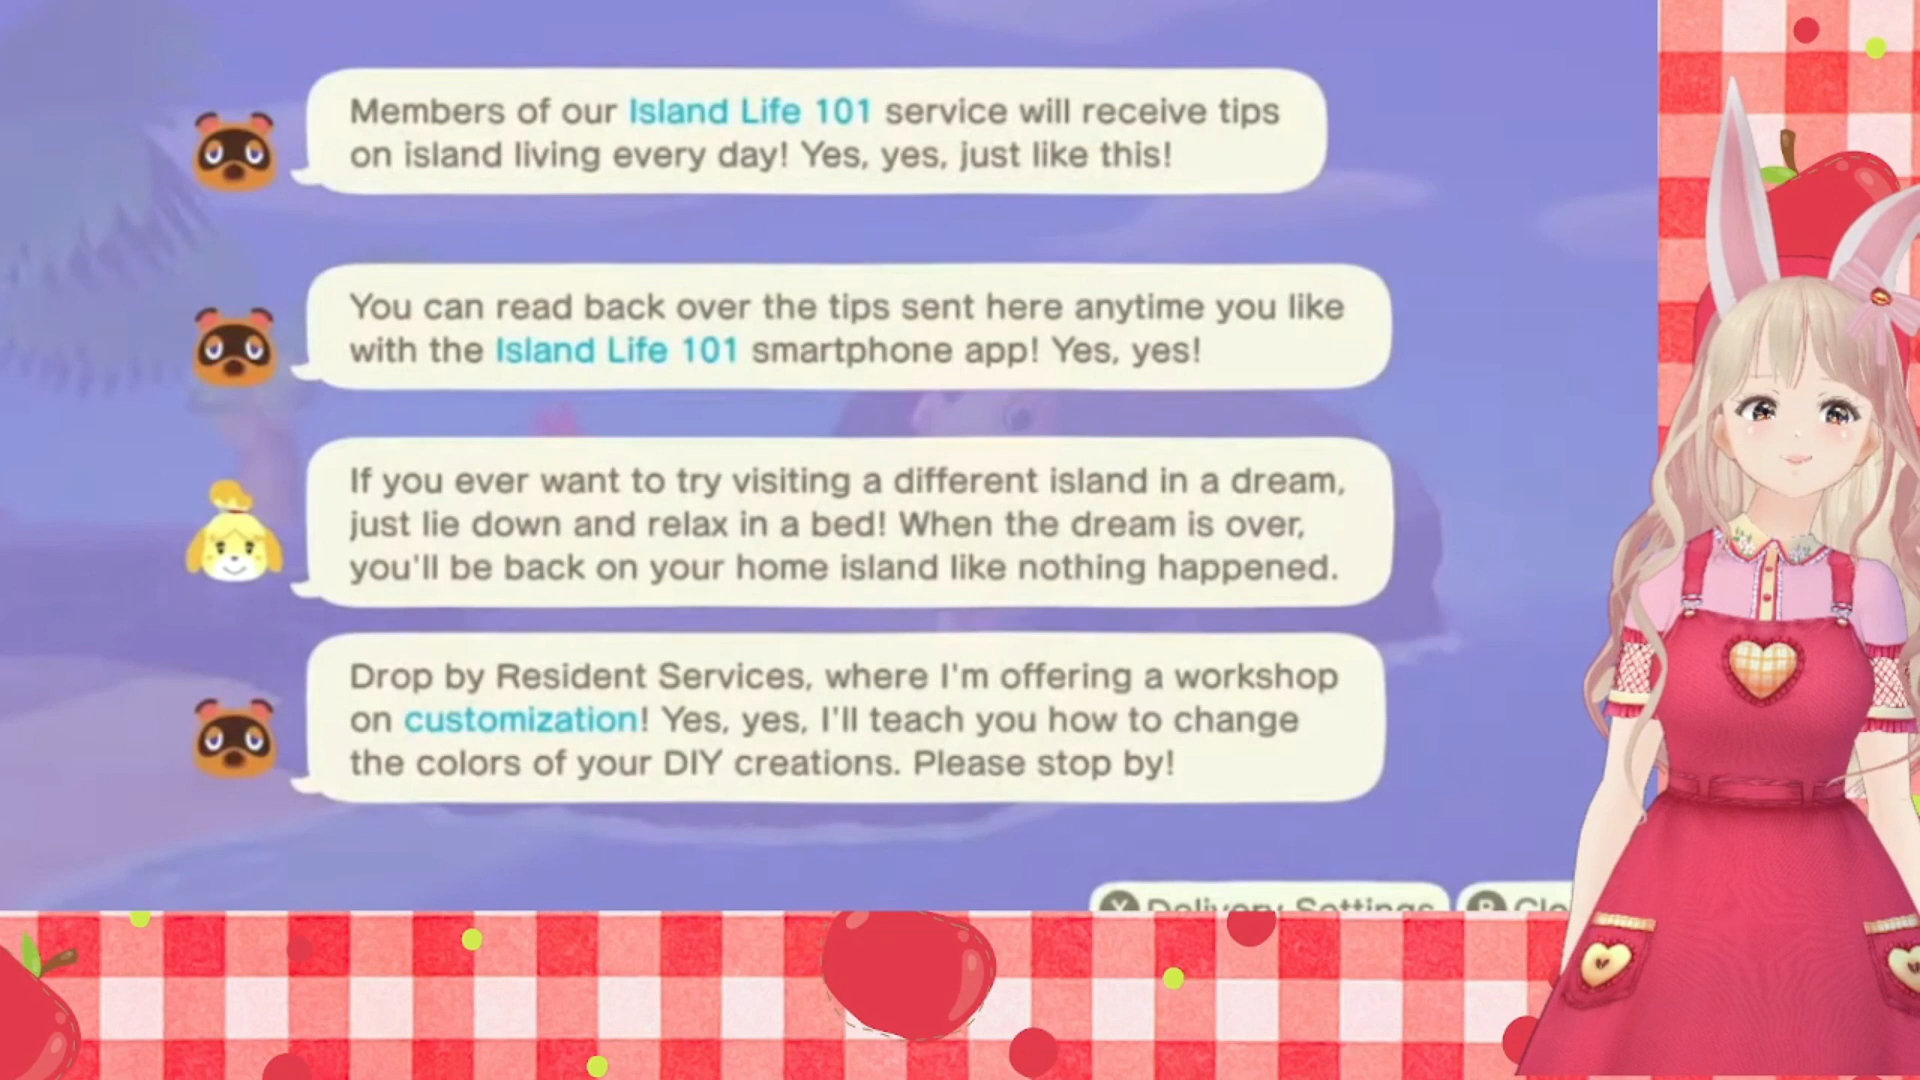 Members of our Island Life 101 service will receive tips
on island living every day! Yes, yes, just like this!
You can read back over the tips sent here anytime you like
with the Island Life 101 smartphone app! Yes, yes!
If you ever want to try visiting a different island in a dream,
just lie down and relax in a bed! When the dream is over,
you'll be back on your home island like nothing happened.
Drop by Resident Services, where I'm offering a workshop
on customization! Yes, yes, I'll teach you how to change
the colors of your DIY creations. Please stop by!
Y Delivery Settings